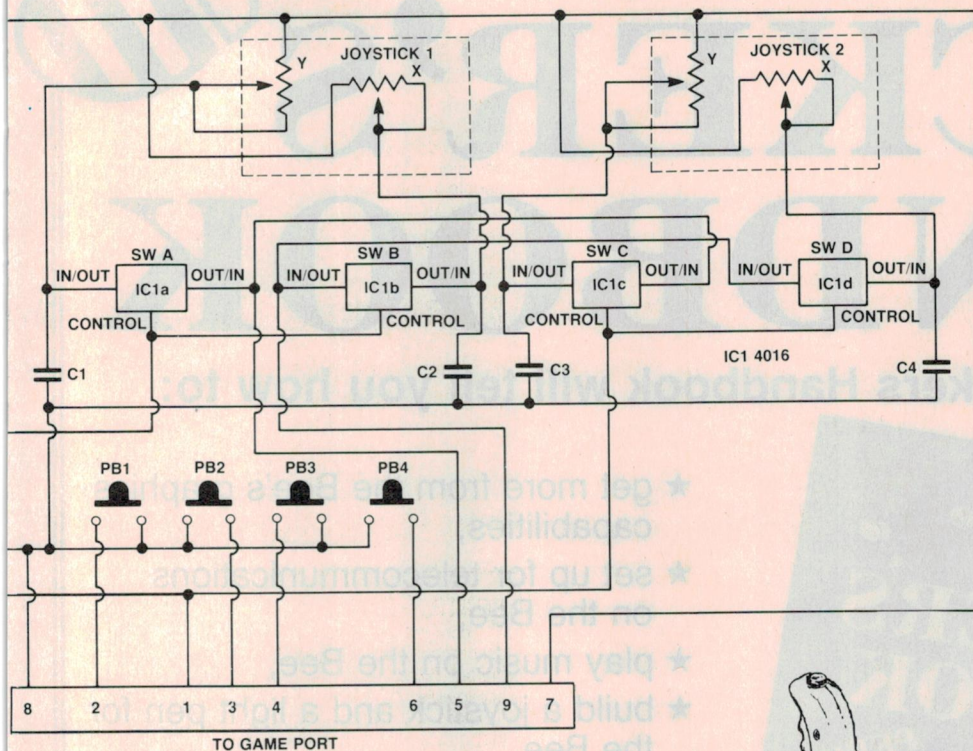 JOYSTICK 1
JOYSTICK 2
Y
X
Y
X
SW A
SW B
SW C
SW D
IN/OUT
IC1a
OUT/IN
IN/OUT
IC1b
OUT/IN
IN/OUT
IC1c
OUT/IN
IN/OUT
IC1d
OUT/IN
CONTROL
CONTROL
CONTROL
CONTROL
IC1 4016
C1
C2
C3
C4
kers Handbook will tell you how to:
PB1
PB2
PB3
PB4
★ get more from the Bee's graphics
capabilities.
★ set up for telecommunications
on the Bee
★ play music on the Bee
★ build a joystick and a light pen for
the Bee
8 2 1 3 4 6 5 9 7
TO GAME PORT